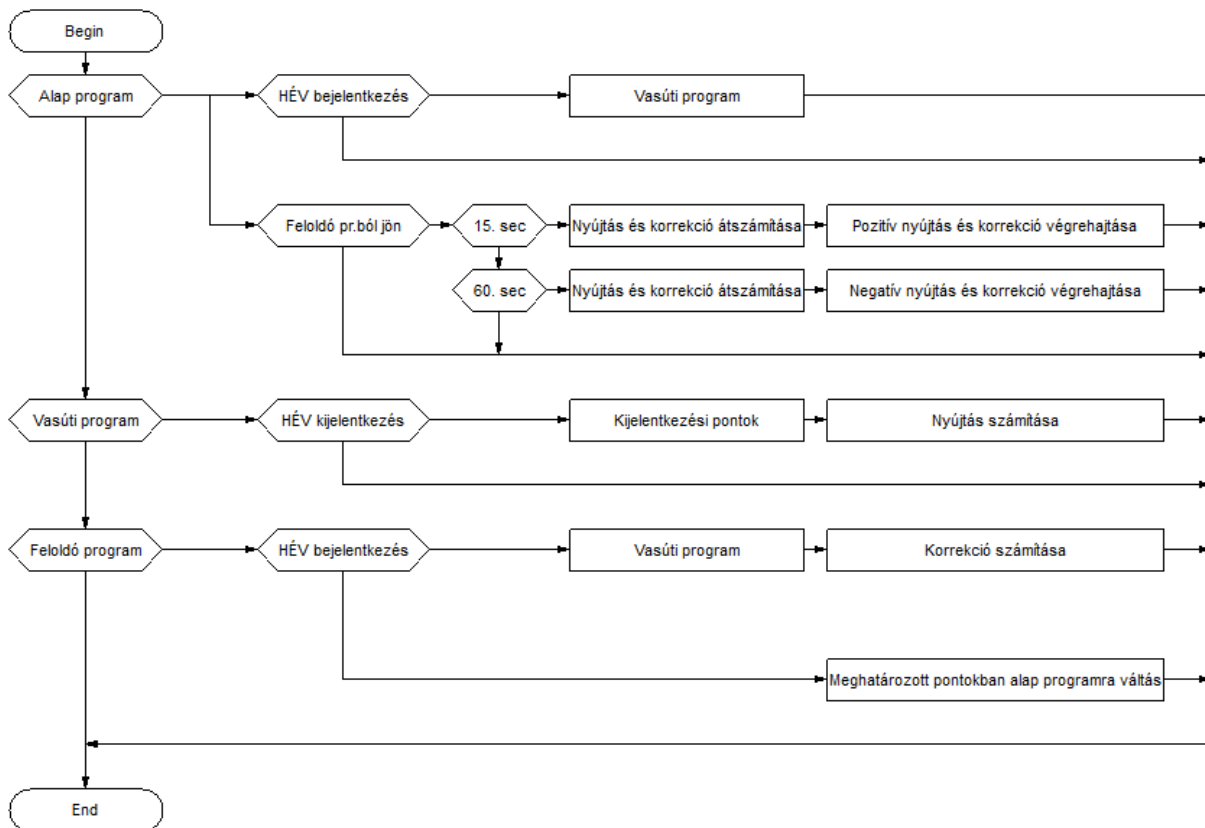 Begin
Alap program
HÉV bejelentkezés
Vasúti program
Feloldó pr.ból jön
15. sec
Nyújtás és korrekció átszámítása
Pozitív nyújtás és korrekció végrehajtása
60. sec
Nyújtás és korrekció átszámítása
Negatív nyújtás és korrekció végrehajtása
Vasúti program
HÉV kijelentkezés
Kijelentkezési pontok
Nyújtás számítása
Feloldó program
HÉV bejelentkezés
Vasúti program
Korrekció számítása
Meghatározott pontokban alap programra váltás
End